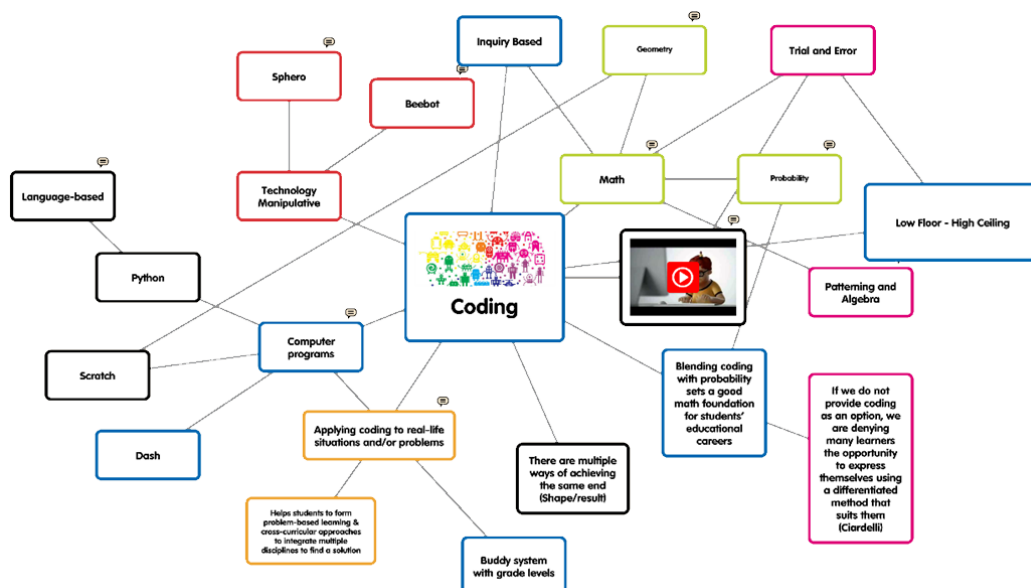 Inquiry Based
Geometry
Trial and Error
Sphero
Beebot
Language-based
Technology
Manipulative
Math
Probability
Low Floor - High Ceiling
Python
Coding
Patterning and
Algebra
Computer
programs
Scratch
Dash
Applying coding to real-life
situations and/or problems
There are multiple
ways of achieving
the same end
(Shape/result)
Blending coding
with probability
sets a good
math foundation
for students'
educational
careers
If we do not
provide coding
as an option, we
are denying
many learners
the opportunity
to express
themselves using
a differentiated
method that
suits them
(Ciardelli)
Helps students to form
problem-based learning &
cross-curricular approaches
to integrate multiple
disciplines to find a solution
Buddy system
with grade levels